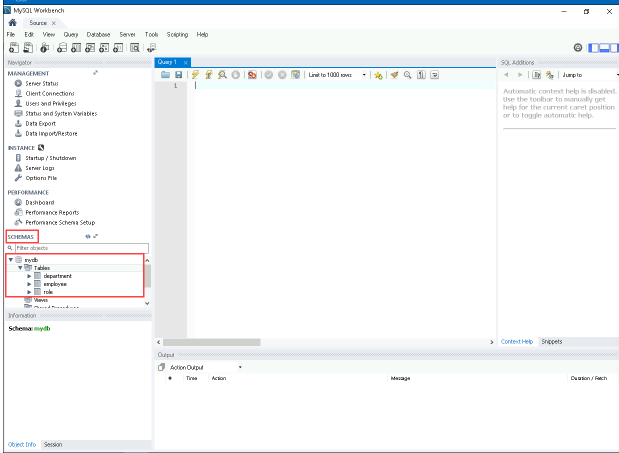 MySQL Workbench
Source ×
File Edit View Query Database Server Tools Scripting Help
Navigator
MANAGEMENT
Server Status
Client Connections
Users and Privileges
Status and System Variables
Data Export
Data Import/Restore
INSTANCE
Startup / Shutdown
Server Logs
Options File
PERFORMANCE
Dashboard
Performance Reports
Performance Schema Setup
SCHEMAS
Filter objects
mydb
Tables
department
employee
role
Views
Stored Procedures
Information
Schema: mydb
Object Info Session
Query 1 ×
Limit to 1000 rows
1
Output
Action Output
# Time Action Message Duration / Fetch
SQL Additions
Jump to
Automatic context help is disabled.
Use the toolbar to manually get
help for the current caret position
or to toggle automatic help.
Context Help Snippets